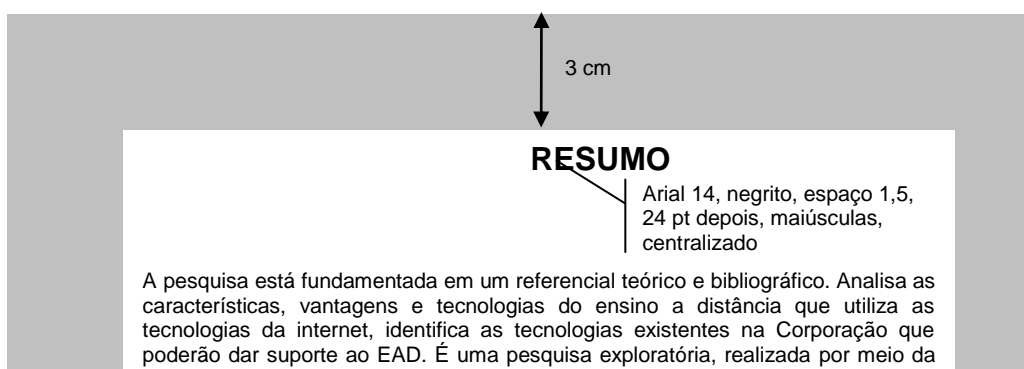 3 cm
RESUMO
Arial 14, negrito, espaço 1,5,
24 pt depois, maiúsculas,
centralizado
A pesquisa está fundamentada em um referencial teórico e bibliográfico. Analisa as
características, vantagens e tecnologias do ensino a distância que utiliza as
tecnologias da internet, identifica as tecnologias existentes na Corporação que
poderão dar suporte ao EAD. É uma pesquisa exploratória, realizada por meio da